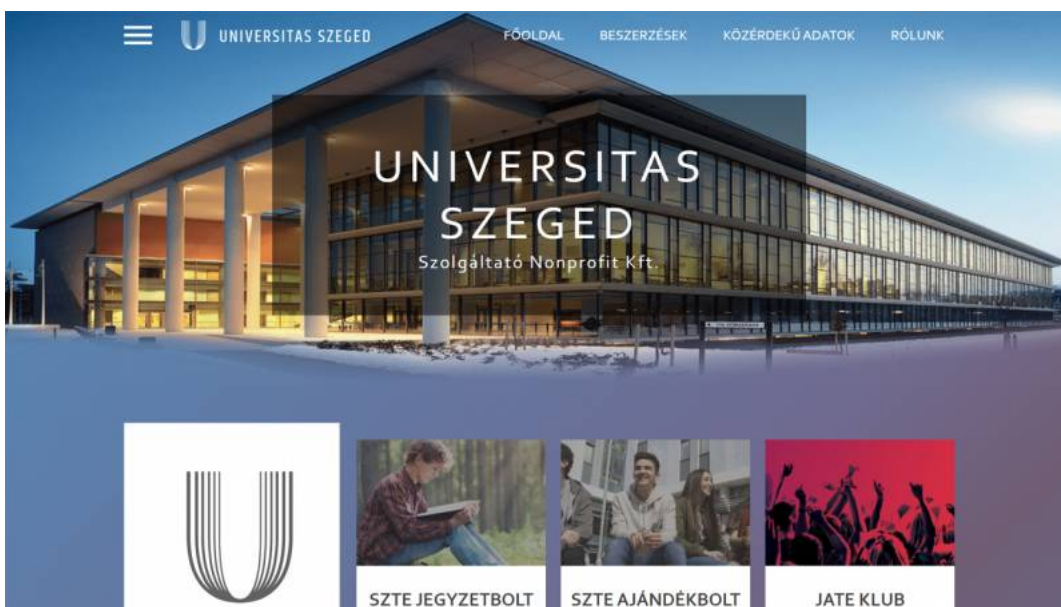 UNIVERSITAS SZEGED
FŐOLDAL BESZERZÉSEK KÖZÉRDEKŰ ADATOK RÓLUNK
UNIVERSITAS
SZEGED
Szolgáltató Nonprofit Kft.
SZTE JEGYZETBOLT
SZTE AJÁNDÉKBOLT
JATE KLUB